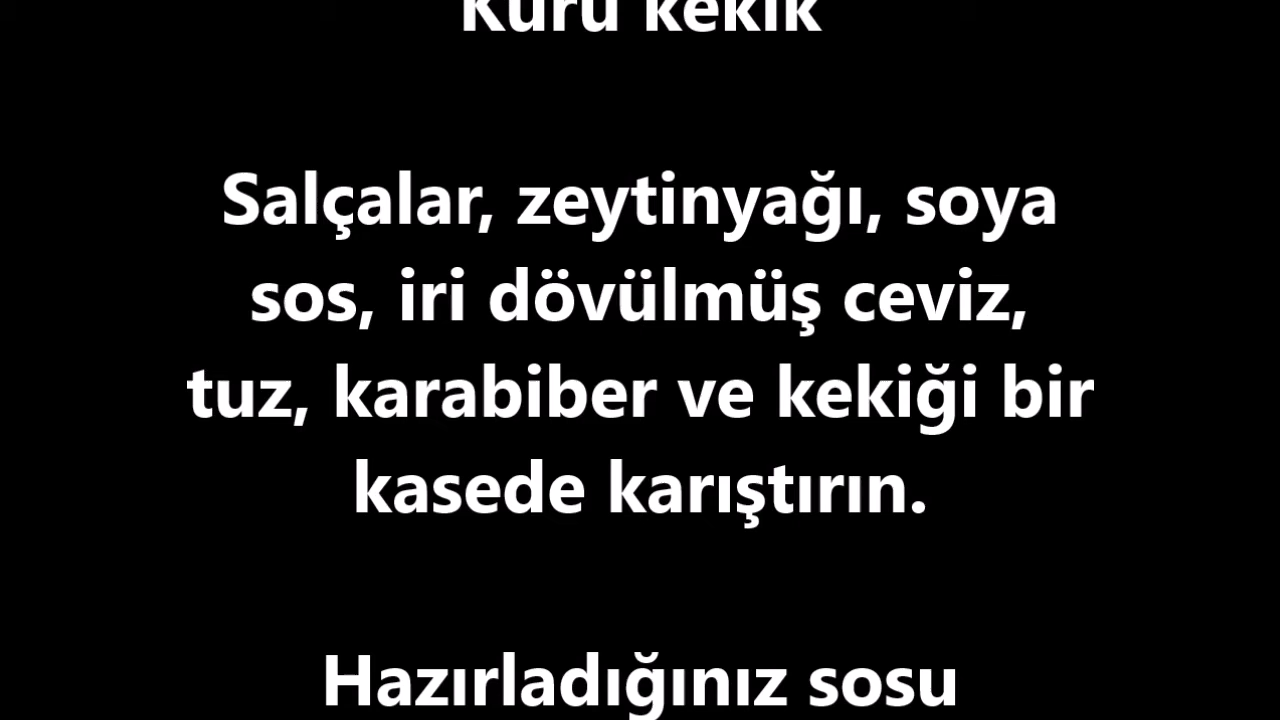 Kuru kekik
Salçalar, zeytinyağı, soya
sos, iri dövülmüş ceviz,
tuz, karabiber ve kekiği bir
kasede karıştırın.
Hazırladığınız sosu